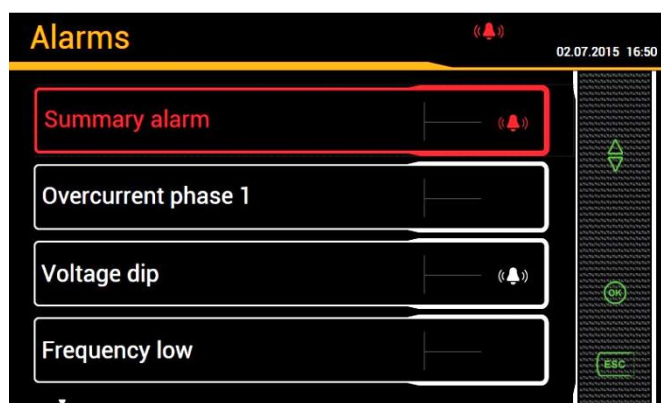 Alarms
02.07.2015 16:50
Summary alarm
Overcurrent phase 1
Voltage dip
OK
Frequency low
ESC